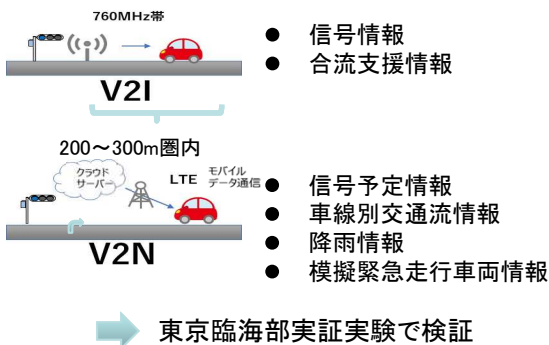 760MHz帯
● 信号情報
● 合流支援情報
V2I
200～300m圏内
クラウド
サーバー
LTE
モバイル
データ通信
● 信号予定情報
● 車線別交通流情報
● 降雨情報
● 模擬緊急走行車両情報
V2N
東京臨海部実証実験で検証